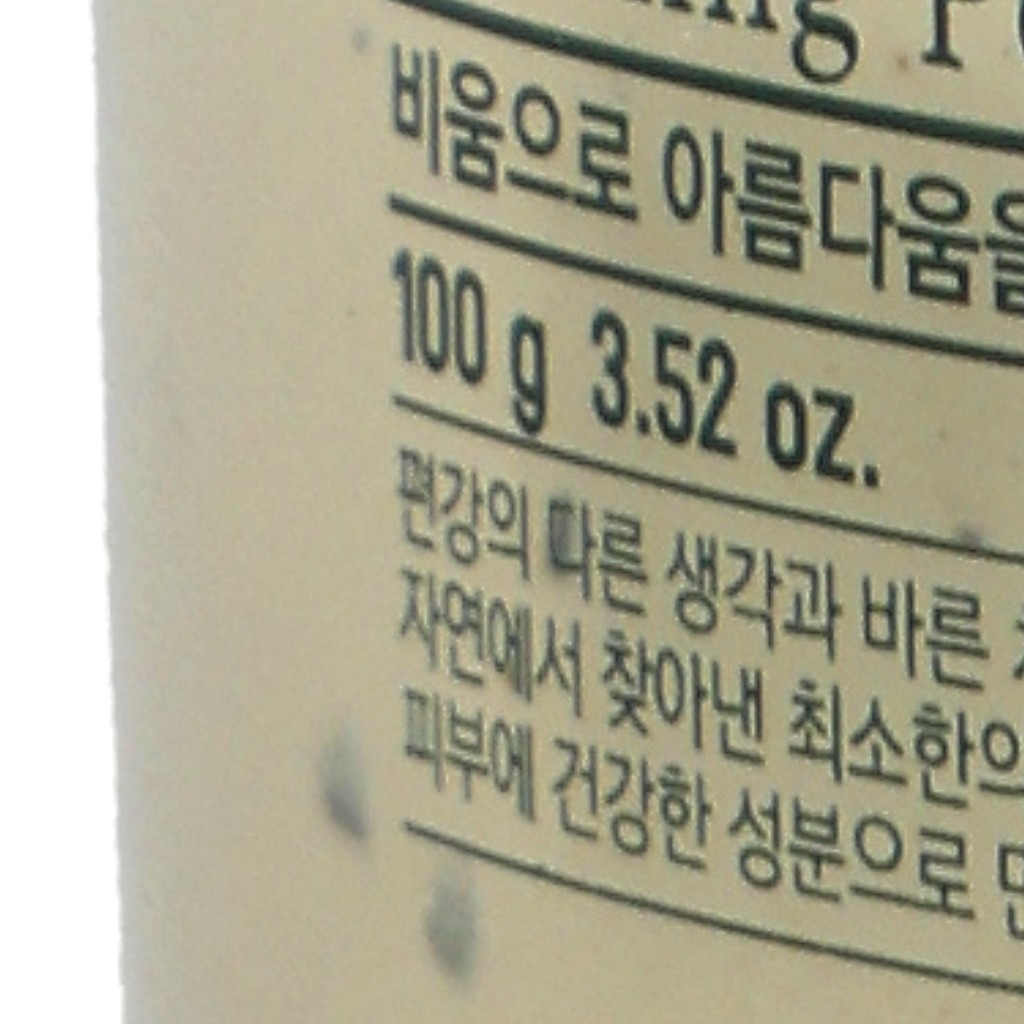 비움으로 아름다움을
100 g 3.52 oz.
편강의 다른 생각과 바른
자연에서 찾아낸 최소한의
피부에 건강한 성분으로